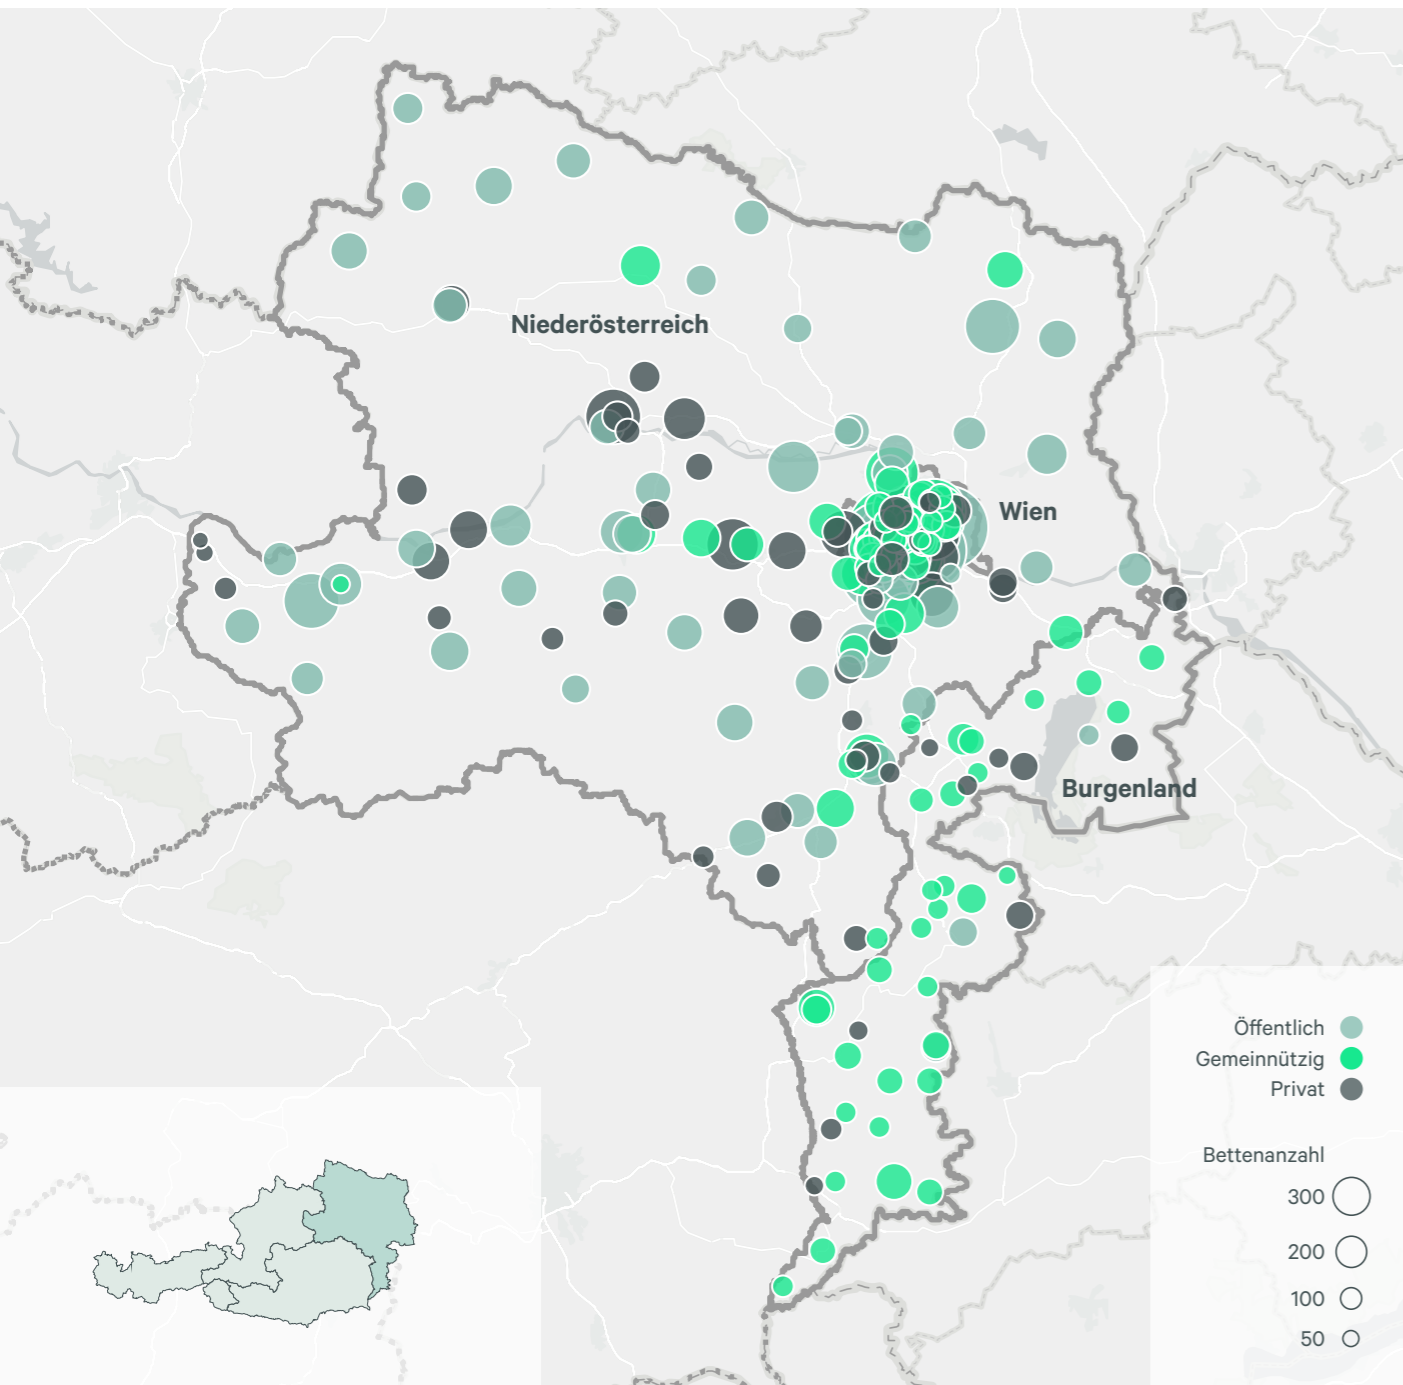 Niederösterreich
Wien
Burgenland
Öffentlich
Gemeinnützig
Privat
Bettenanzahl
300
200
100
50